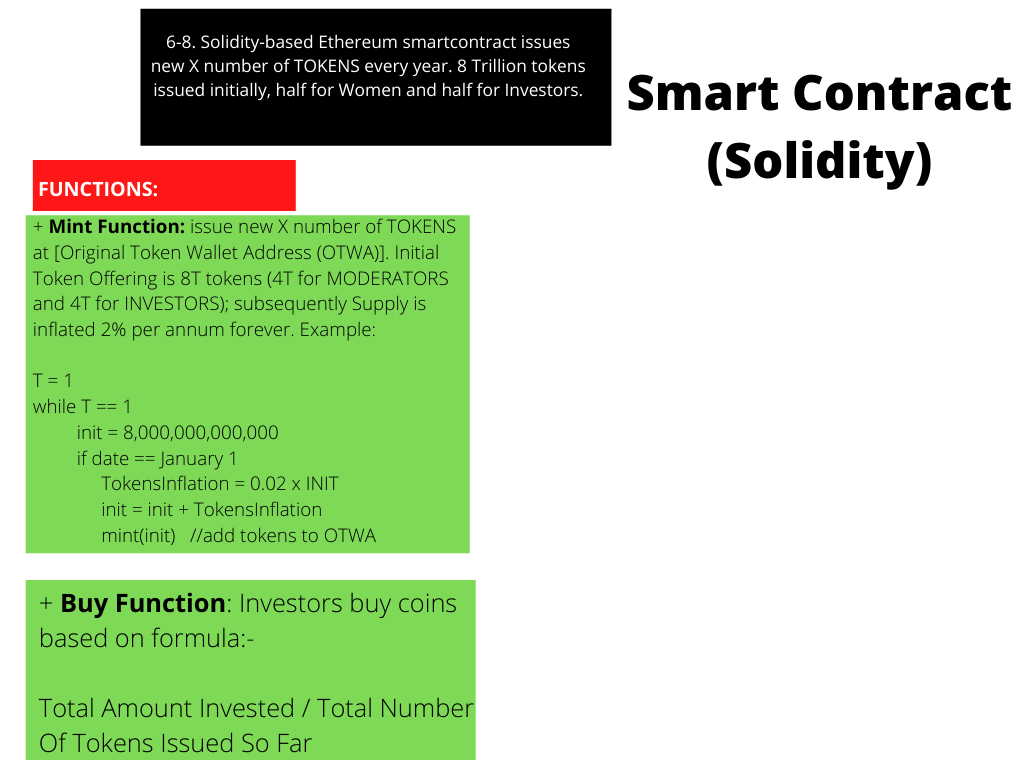 6-8. Solidity-based Ethereum smartcontract issues
new X number of TOKENS every year. 8 Trillion tokens
issued initially, half for Women and half for Investors.
Smart Contract
(Solidity)
FUNCTIONS:
+ Mint Function: issue new X number of TOKENS
at [Original Token Wallet Address (OTWA)]. Initial
Token Offering is 8T tokens (4T for MODERATORS
and 4T for INVESTORS); subsequently Supply is
inflated 2% per annum forever. Example:
T = 1
while T == 1
init = 8,000,000,000,000
if date == January 1
TokensInflation = 0.02 x INIT
init = init + TokensInflation
mint(init) //add tokens to OTWA
+ Buy Function: Investors buy coins
based on formula:-
Total Amount Invested / Total Number
Of Tokens Issued So Far